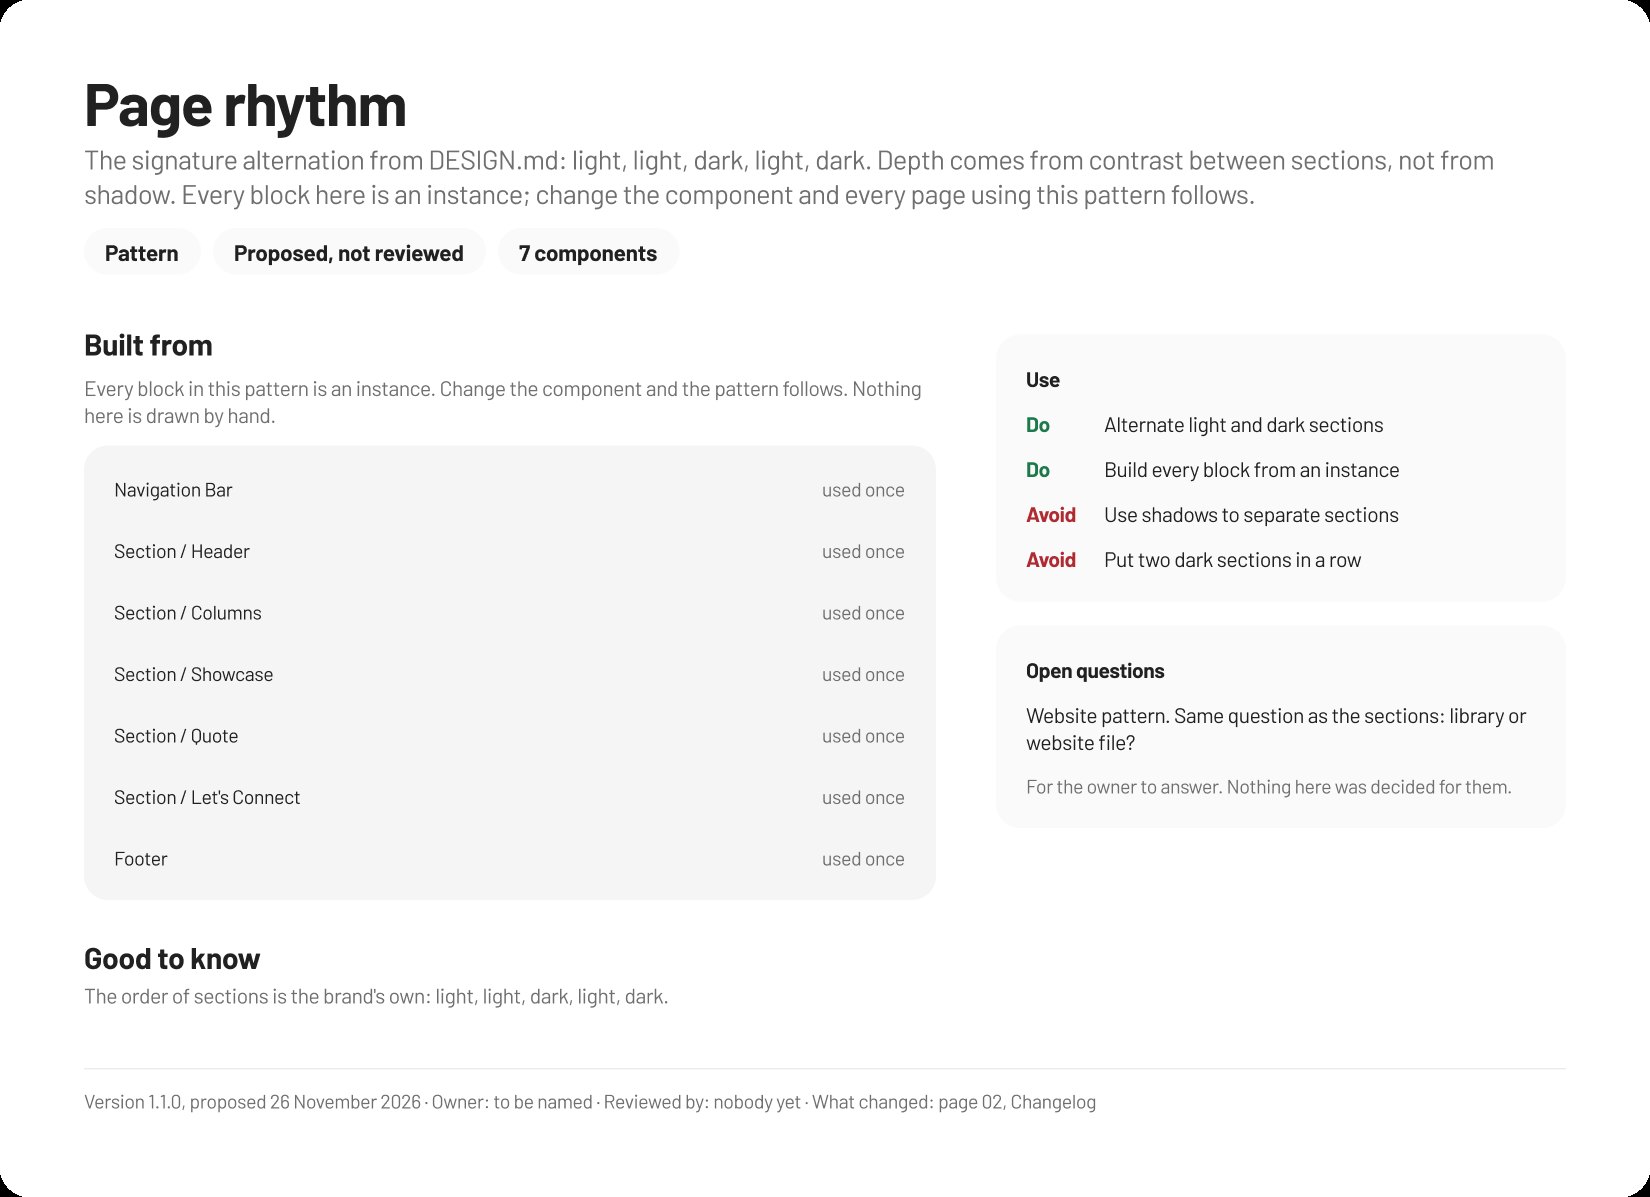 Page rhythm
The signature alternation from DESIGN.md: light, light, dark, light, dark. Depth comes from contrast between sections, not from
shadow. Every block here is an instance; change the component and every page using this pattern follows.
Pattern
Proposed, not reviewed
7 components
Built from
Every block in this pattern is an instance. Change the component and the pattern follows. Nothing
here is drawn by hand.
Navigation Bar used once
Section / Header used once
Section / Columns used once
Section / Showcase used once
Section / Quote used once
Section / Let's Connect used once
Footer used once
Use
Do Alternate light and dark sections
Do Build every block from an instance
Avoid Use shadows to separate sections
Avoid Put two dark sections in a row
Open questions
Website pattern. Same question as the sections: library or
website file?
For the owner to answer. Nothing here was decided for them.
Good to know
The order of sections is the brand's own: light, light, dark, light, dark.
Version 1.1.0, proposed 26 November 2026 · Owner: to be named · Reviewed by: nobody yet · What changed: page 02, Changelog